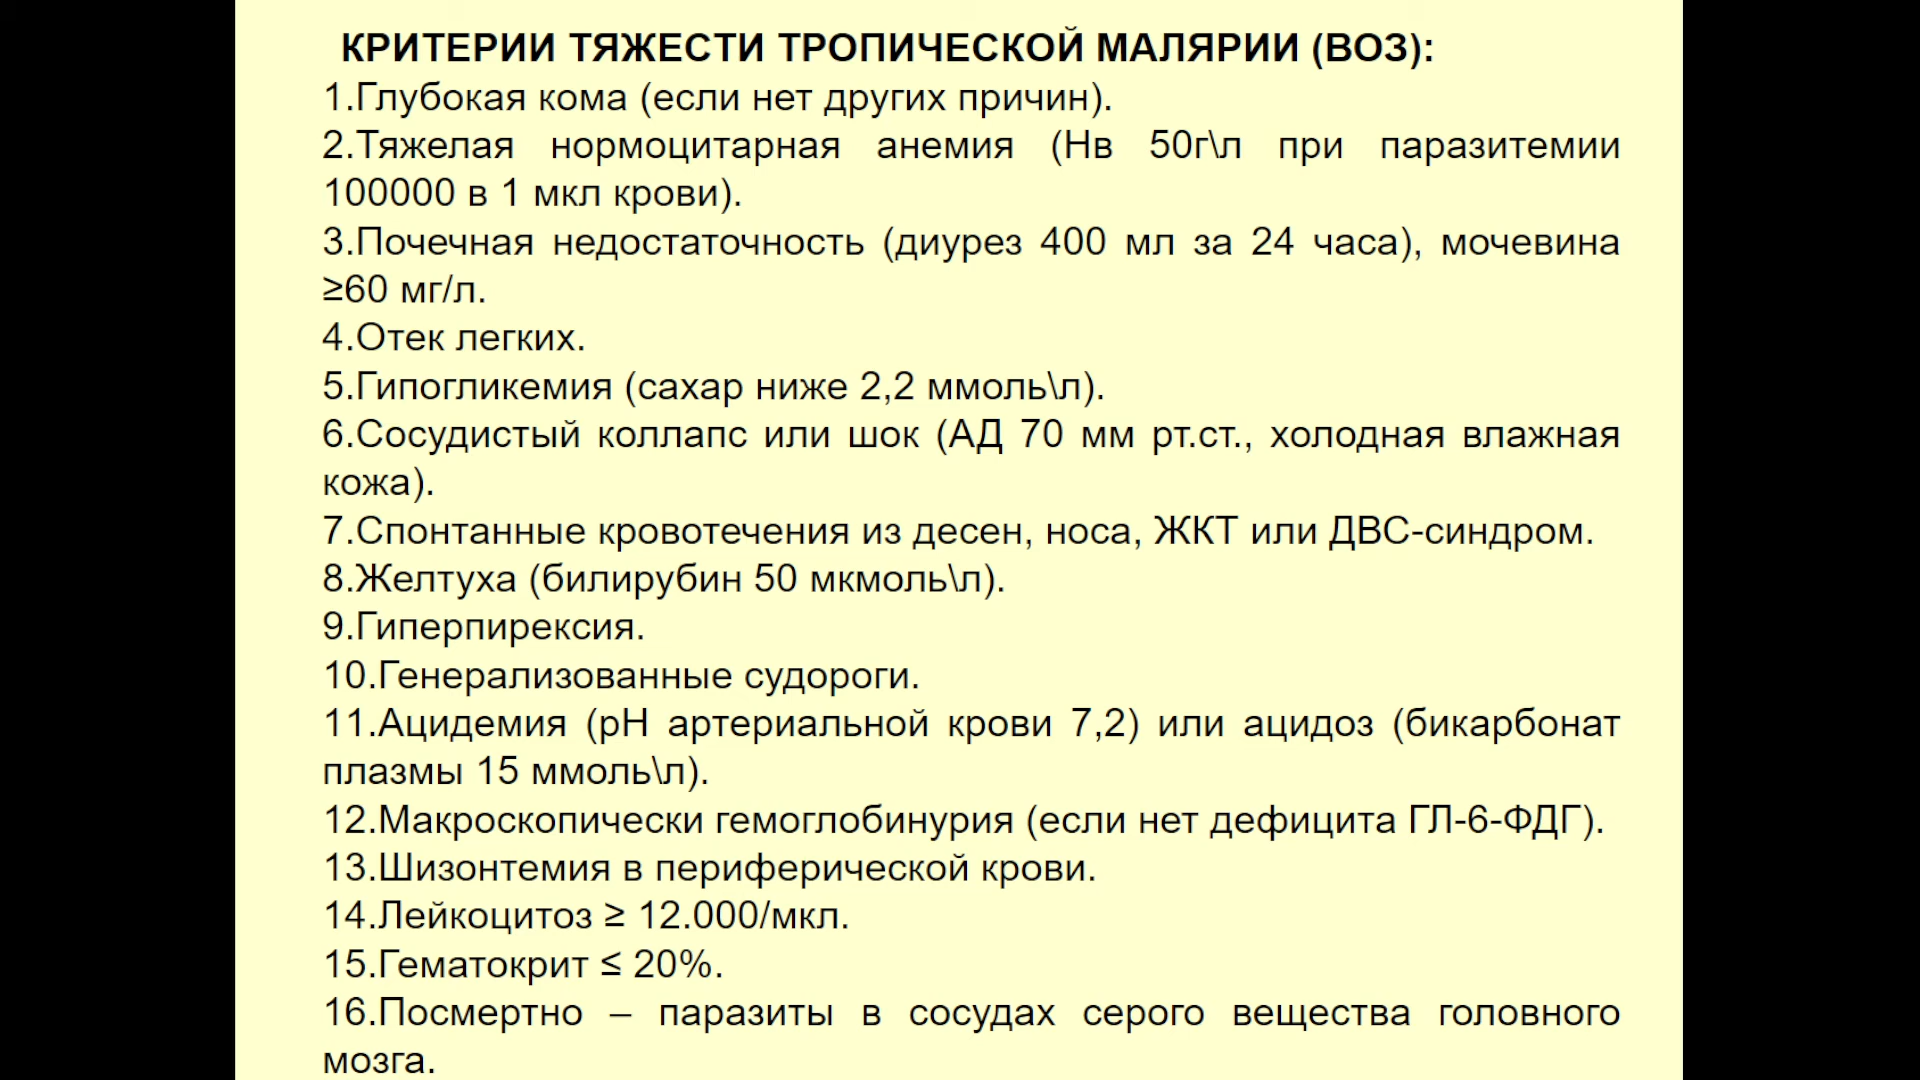 КРИТЕРИИ ТЯЖЕСТИ ТРОПИЧЕСКОЙ МАЛЯРИИ (ВОЗ):
1.Глубокая кома (если нет других причин).
2.Тяжелая нормоцитарная анемия (Нв 50г\л при паразитемии
100000 в 1 мкл крови).
3.Почечная недостаточность (диурез 400 мл за 24 часа), мочевина
≥60 мг/л.
4.Отек легких.
5.Гипогликемия (сахар ниже 2,2 ммоль\л).
6.Сосудистый коллапс или шок (АД 70 мм рт.ст., холодная влажная
кожа).
7.Спонтанные кровотечения из десен, носа, ЖКТ или ДВС-синдром.
8.Желтуха (билирубин 50 мкмоль\л).
9.Гиперпирексия.
10.Генерализованные судороги.
11.Ацидемия (рН артериальной крови 7,2) или ацидоз (бикарбонат
плазмы 15 ммоль\л).
12.Макроскопически гемоглобинурия (если нет дефицита ГЛ-6-ФДГ).
13.Шизонтемия в периферической крови.
14.Лейкоцитоз ≥ 12.000/мкл.
15.Гематокрит ≤ 20%.
16.Посмертно – паразиты в сосудах серого вещества головного
мозга.